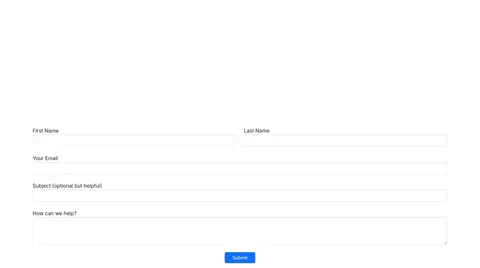 First Name
Last Name
Your Email
Subject (optional but helpful)
How can we help?
Submit